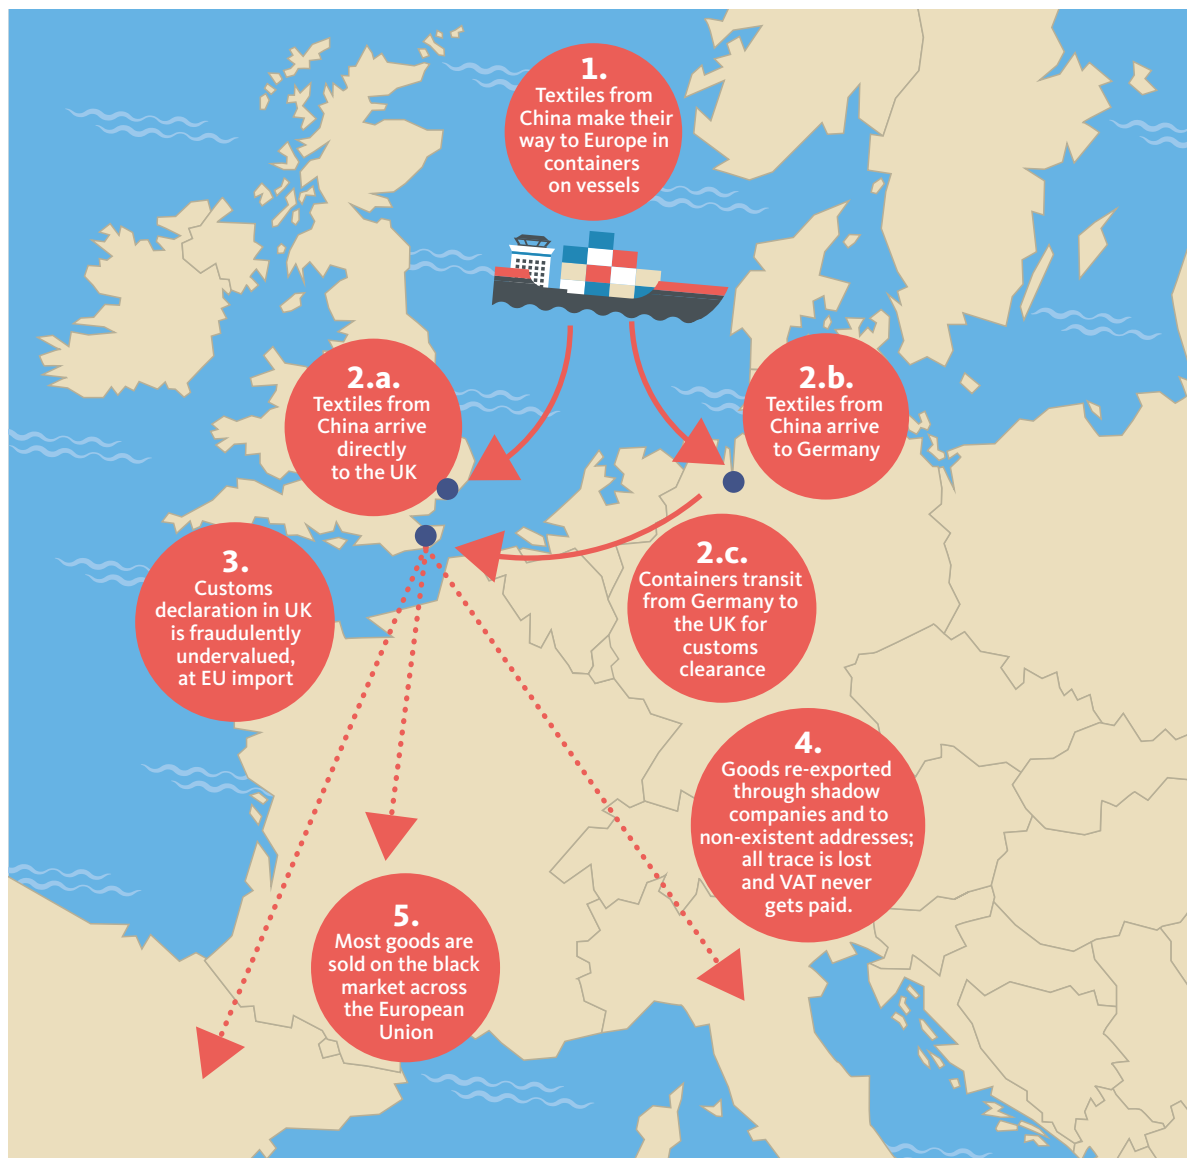 1.
Textiles from
China make their
way to Europe in
containers
on vessels
2.a.
Textiles from
China arrive
directly
to the UK
2.b.
Textiles from
China arrive
to Germany
2.c.
Containers transit
from Germany to
the UK for
customs
clearance
3.
Customs
declaration in UK
is fraudulently
undervalued,
at EU import
4.
Goods re-exported
through shadow
companies and to
non-existent addresses;
all trace is lost
and VAT never
gets paid.
5.
Most goods are
sold on the black
market across
the European
Union